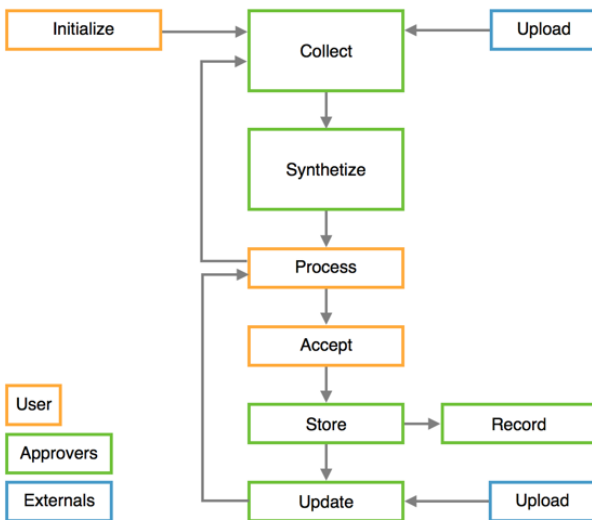 Initialize
Collect
Upload
Synthetize
Process
Accept
User
Store
Record
Approvers
Externals
Update
Upload